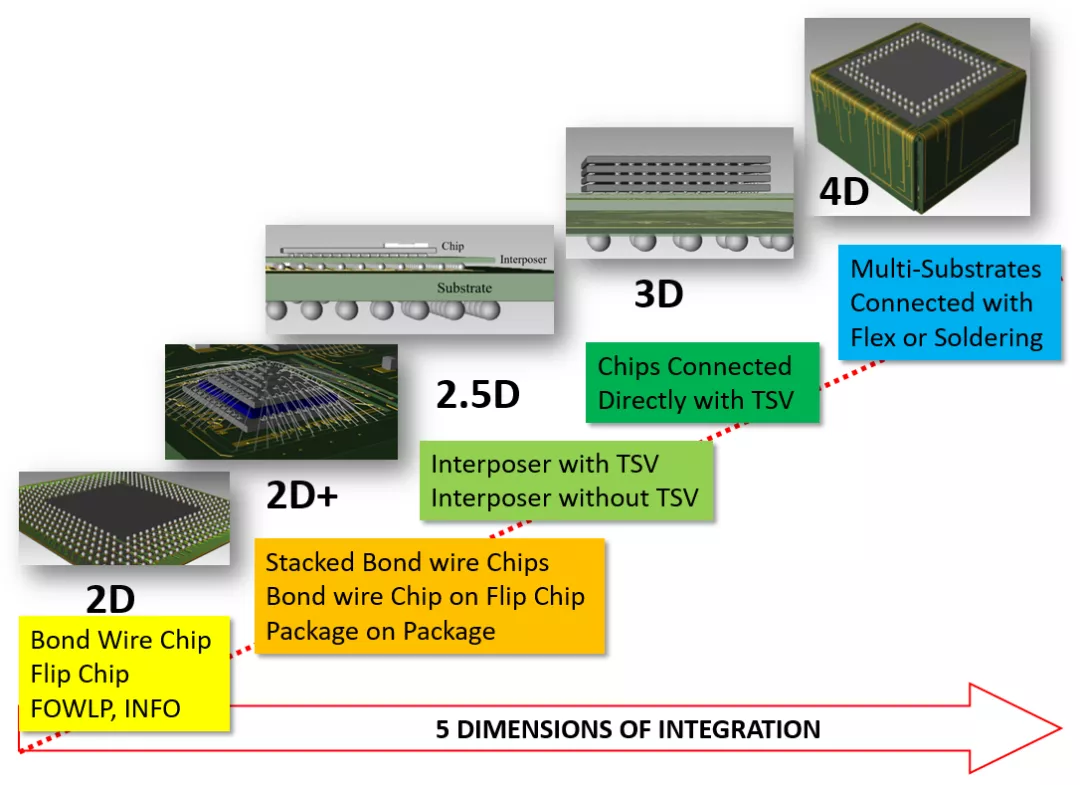 4D
Multi-Substrates
Connected with
Flex or Soldering
3D
Chips Connected
Directly with TSV
Chip
Interposer
Substrate
2.5D
Interposer with TSV
Interposer without TSV
2D+
Stacked Bond wire Chips
Bond wire Chip on Flip Chip
Package on Package
2D
Bond Wire Chip
Flip Chip
FOWLP, INFO
5 DIMENSIONS OF INTEGRATION